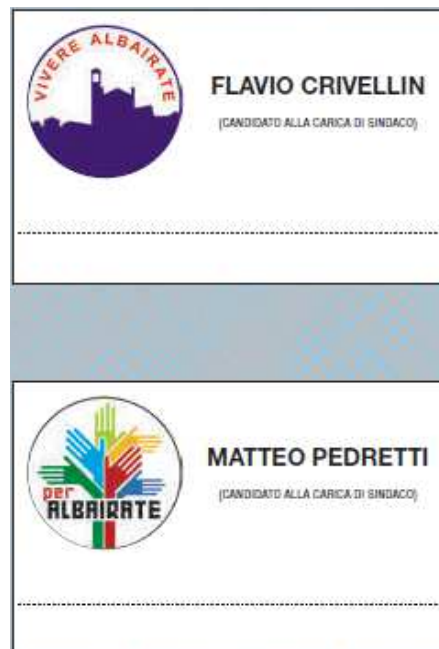 VIVERE ALBAIRATE
FLAVIO CRIVELLIN
(CANDIDATO ALLA CARICA DI SINDACO)
MATTEO PEDRETTI
(CANDIDATO ALLA CARICA DI SINDACO)
per
ALBAIRATE